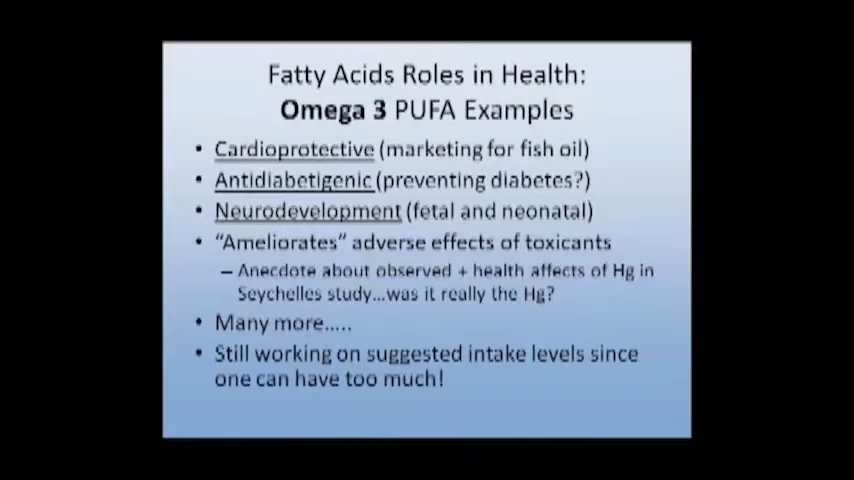 Fatty Acids Roles in Health:
Omega 3 PUFA Examples
• Cardioprotective (marketing for fish oil)
• Antidiabetigenic (preventing diabetes?)
• Neurodevelopment (fetal and neonatal)
• “Ameliorates” adverse effects of toxicants
– Anecdote about observed + health affects of Hg in
Seychelles study...was it really the Hg?
• Many more.....
• Still working on suggested intake levels since
one can have too much!